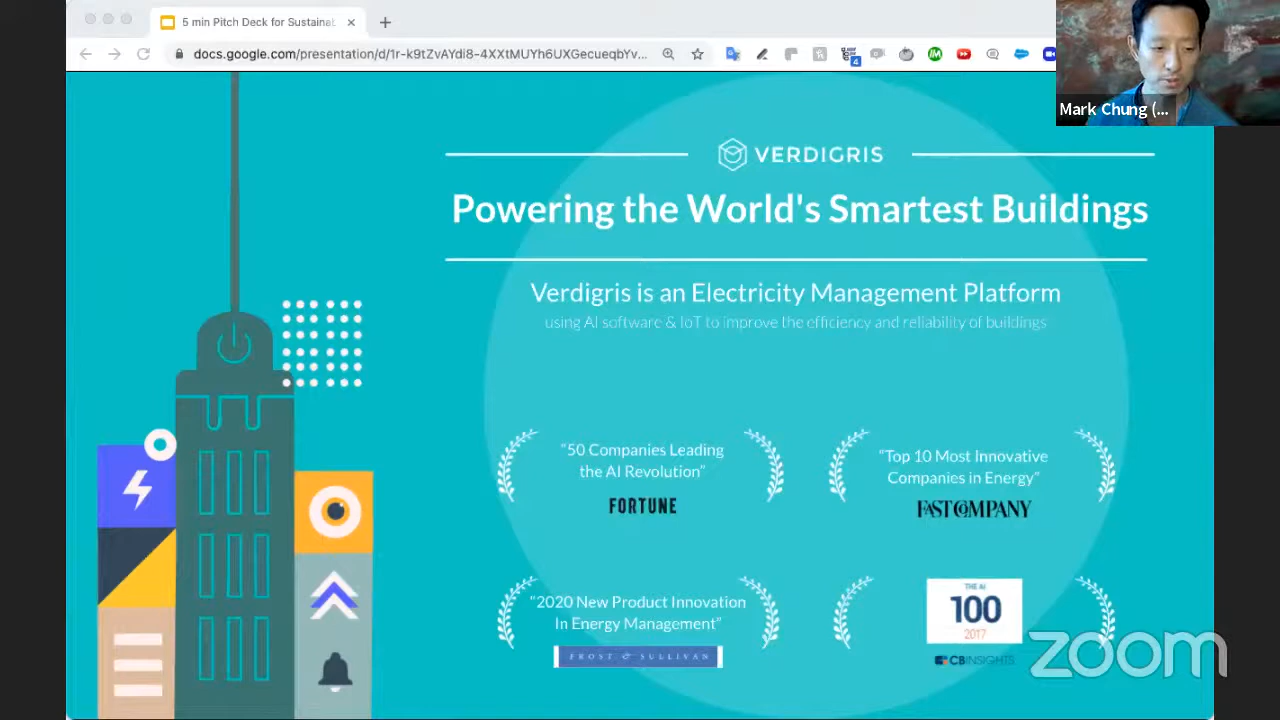 5 min Pitch Deck for Sustainab
docs.google.com/presentation/d/1r-k9tZvAYdi8-4XXtMUYh6UXGecueqbYv...
4
Mark Chung (...
VERDIGRIS
Powering the World's Smartest Buildings
Verdigris is an Electricity Management Platform
using AI software & IoT to improve the efficiency and reliability of buildings
"50 Companies Leading
the AI Revolution"
FORTUNE
"Top 10 Most Innovative
Companies in Energy"
FAST COMPANY
"2020 New Product Innovation
In Energy Management"
FROST & SULLIVAN
THE AI
100
2017
CBINSIGHTS
zoom